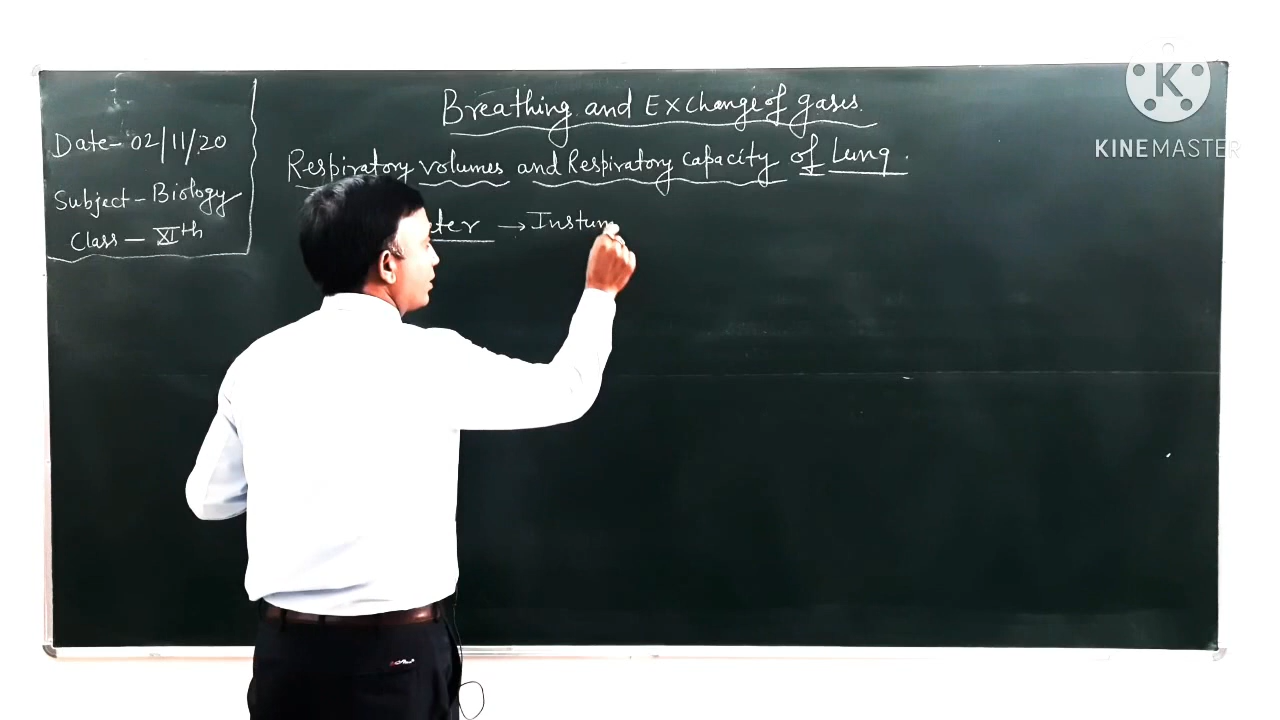 Breathing and Exchange of gases.
Date- 02/11/20
Respiratory volumes and Respiratory capacity of Lung.
Subject - Biology
Class - XIth
ter → Instum
K
KINEMASTER